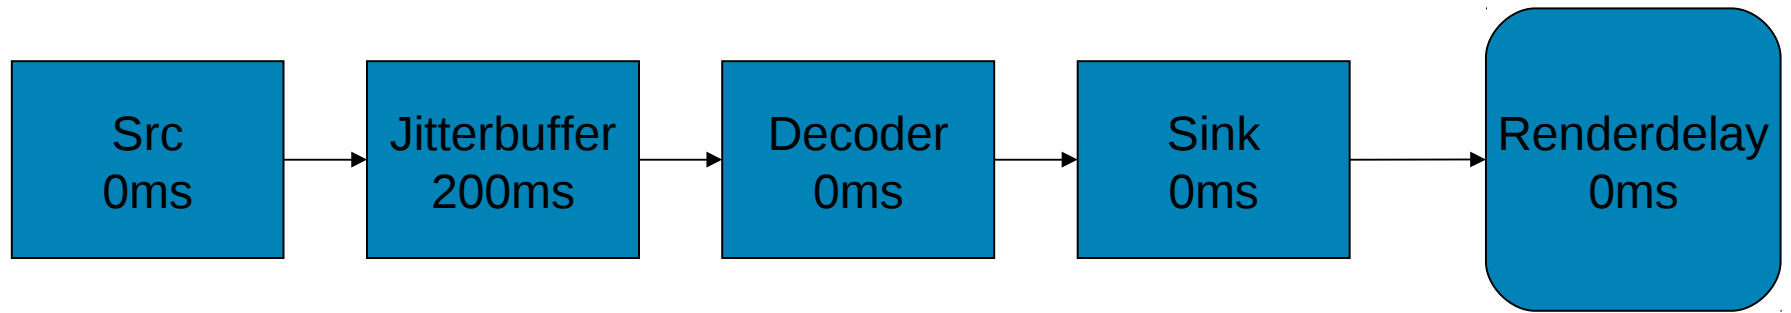 Src
0ms
Jitterbuffer
200ms
Decoder
0ms
Sink
0ms
Renderdelay
0ms